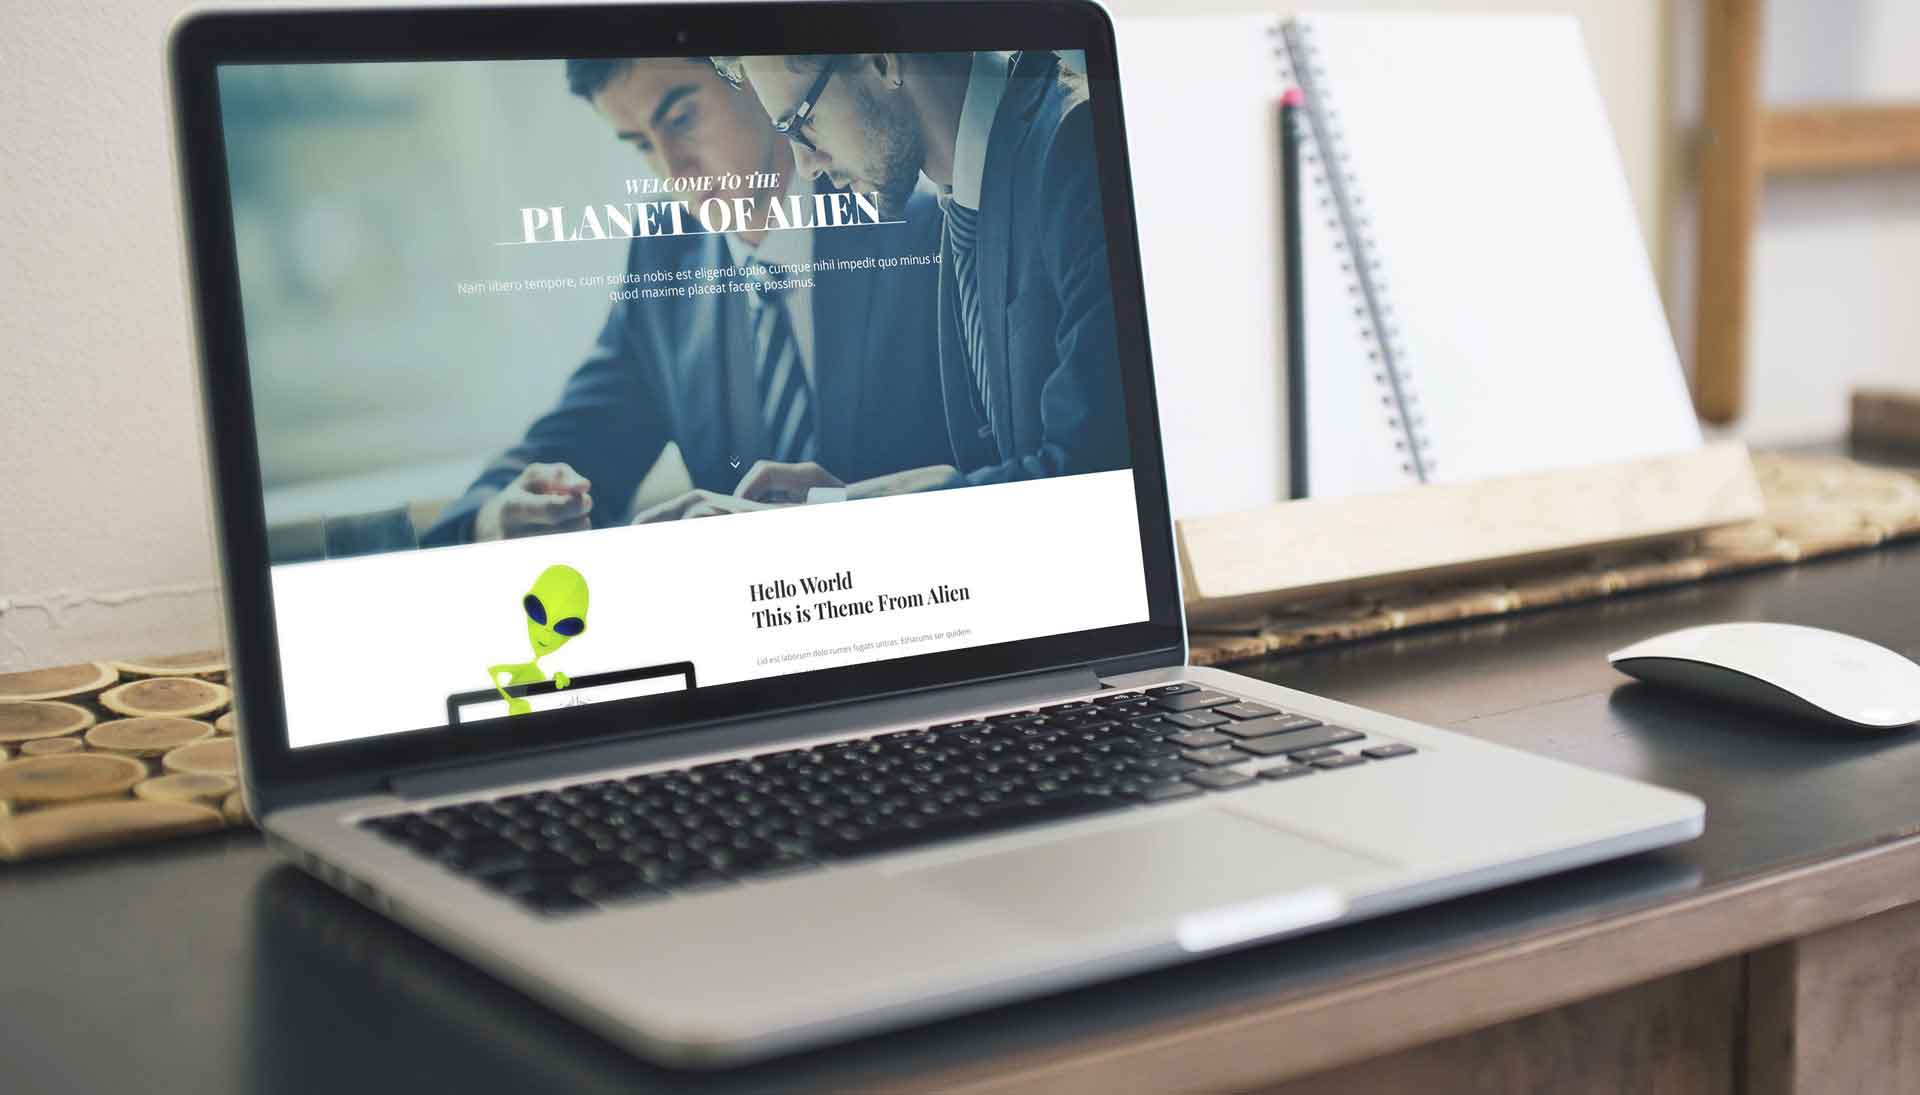 WELCOME TO THE
PLANET OF ALIEN
Nam libero tempore, cum soluta nobis est eligendi optio cumque nihil impedit quo minus id
quod maxime placeat facere possimus.
Hello World
This is Theme From Alien
Lid est laborum dolo rumes fugats untras. Etharums ser quidem.